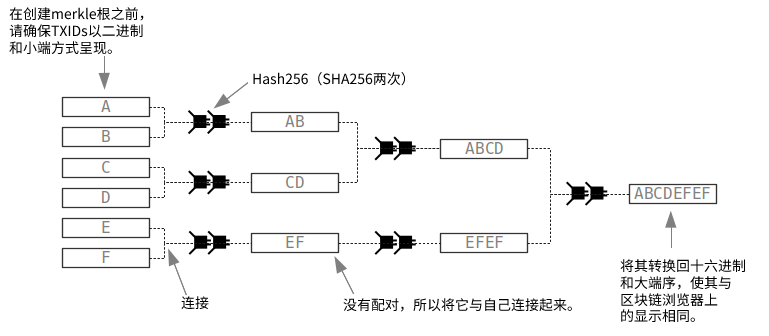 在创建merkle根之前，
请确保TXIDs以二进制
和小端方式呈现。
Hash256（SHA256两次）
A
B
C
D
E
F
AB
CD
EF
ABCD
EFEF
ABCDEFEF
连接
没有配对，所以将它与自己连接起来。
将其转换回十六进制
和大端序，使其与
区块链浏览器上
的显示相同。